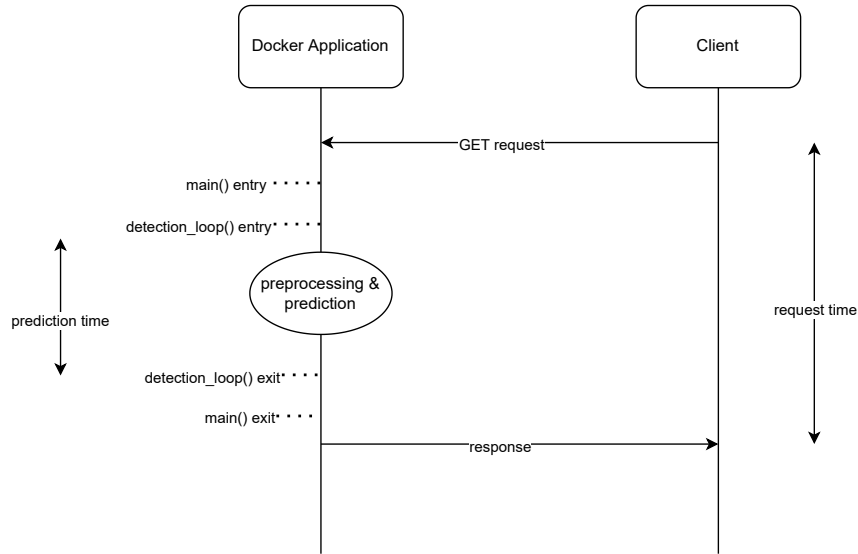 Docker Application
Client
GET request
main() entry
detection_loop() entry
preprocessing &
prediction
prediction time
request time
detection_loop() exit
main() exit
response